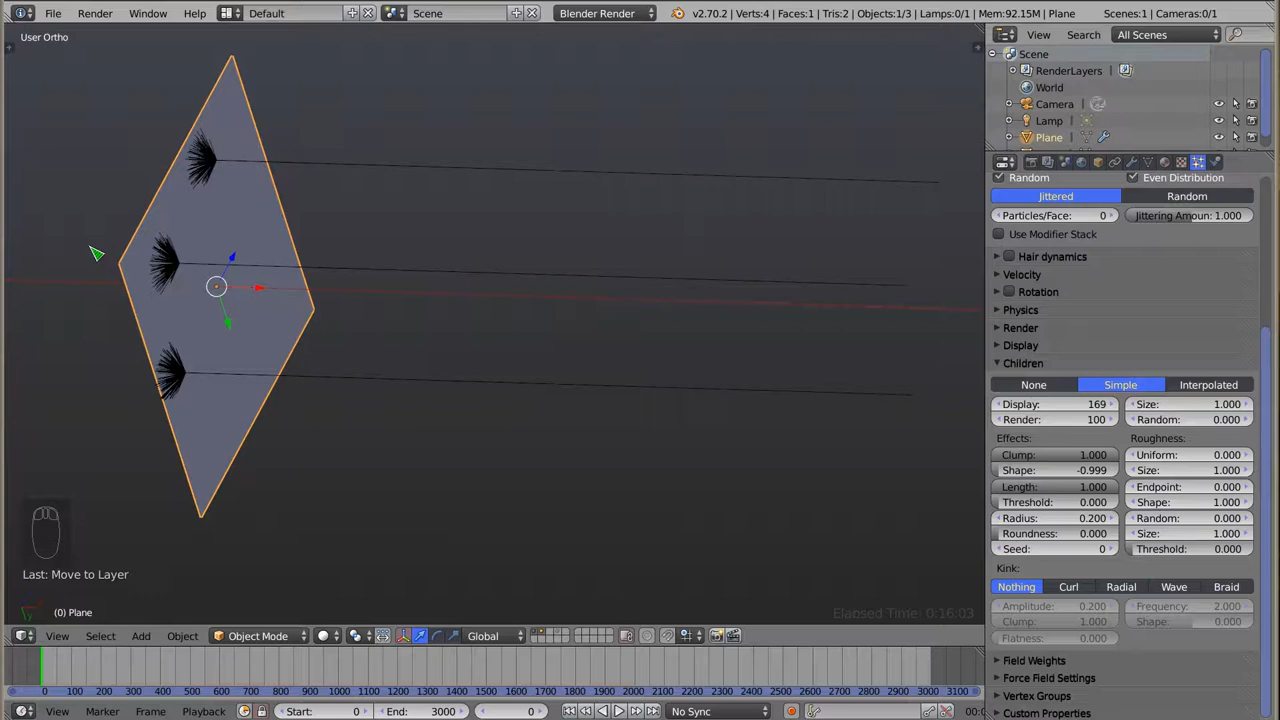 File Render Window Help Default Scene Blender Render v2.70.2 | Verts:4 | Faces:1 | Tris:2 | Objects:1/3 | Lamps:0/1 | Mem:92.15M | Plane Scenes:1 | Cameras:0/1
User Ortho
View Search All Scenes
Scene
RenderLayers
World
Camera
Lamp
Plane
Random Even Distribution
Jittered Random
Particles/Face: 0 Jittering Amoun: 1.000
Use Modifier Stack
Hair dynamics
Velocity
Rotation
Physics
Render
Display
Children
None Simple Interpolated
Display: 169 Size: 1.000
Render: 100 Random: 0.000
Effects: Roughness:
Clump: 1.000 Uniform: 0.000
Shape: -0.999 Size: 1.000
Length: 1.000 Endpoint: 0.000
Threshold: 0.000 Shape: 1.000
Radius: 0.200 Random: 0.000
Roundness: 0.000 Size: 1.000
Seed: 0 Threshold: 0.000
Kink:
Nothing Curl Radial Wave Braid
Amplitude: 0.200 Frequency: 2.000
Clump: 1.000 Shape: 0.000
Flatness: 0.000
Field Weights
Force Field Settings
Vertex Groups
Custom Properties
Last: Move to Layer
(0) Plane
Elapsed Time: 0:16:03
View Select Add Object Object Mode Global
0 100 200 300 400 500 600 700 800 900 1000 1100 1200 1300 1400 1500 1600 1700 1800 1900 2000 2100 2200 2300 2400 2500 2600 2700 2800 2900 3000 3100
View Marker Frame Playback Start: 0 End: 3000 0 No Sync